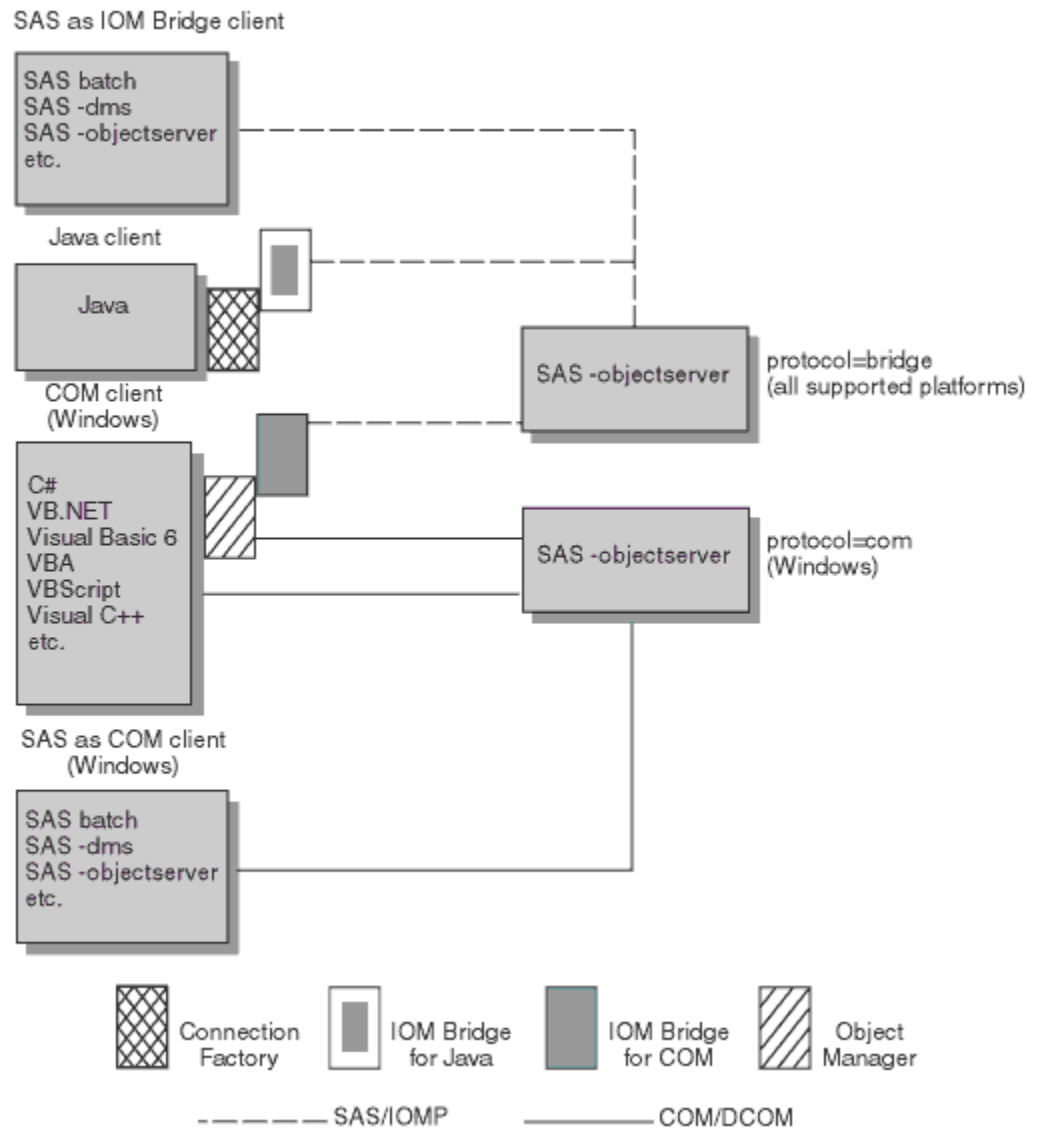 SAS as IOM Bridge client
SAS batch
SAS -dms
SAS -objectserver
etc.
Java client
Java
COM client
(Windows)
C#
VB.NET
Visual Basic 6
VBA
VBScript
Visual C++
etc.
SAS -objectserver
protocol=bridge
(all supported platforms)
SAS -objectserver
protocol=com
(Windows)
SAS as COM client
(Windows)
SAS batch
SAS -dms
SAS -objectserver
etc.
Connection
Factory
IOM Bridge
for Java
IOM Bridge
for COM
Object
Manager
SAS/IOMP
COM/DCOM